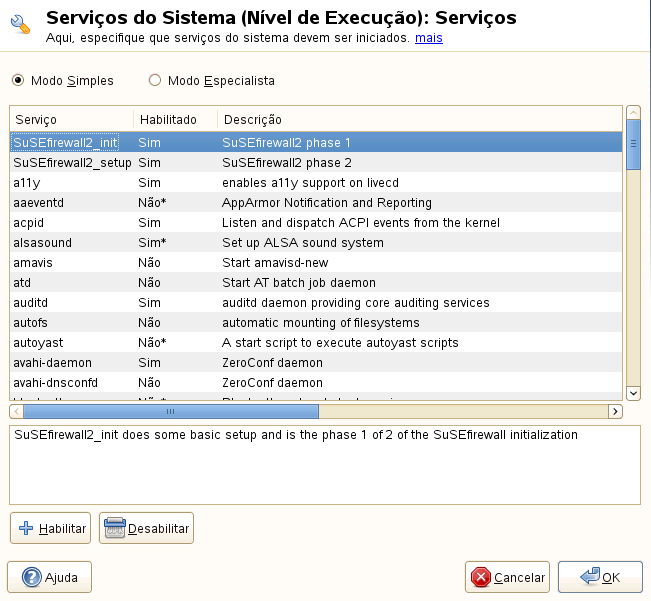 Serviços do Sistema (Nível de Execução): Serviços
Aqui, especifique que serviços do sistema devem ser iniciados. mais
Modo Simples Modo Especialista
Serviço Habilitado Descrição
SuSEfirewall2_init Sim SuSEfirewall2 phase 1
SuSEfirewall2_setup Sim SuSEfirewall2 phase 2
a11y Sim enables a11y support on livecd
aaeventd Não* AppArmor Notification and Reporting
acpid Sim Listen and dispatch ACPI events from the kernel
alsasound Sim* Set up ALSA sound system
amavis Não Start amavisd-new
atd Não Start AT batch job daemon
auditd Sim auditd daemon providing core auditing services
autofs Não automatic mounting of filesystems
autoyast Não* A start script to execute autoyast scripts
avahi-daemon Sim ZeroConf daemon
avahi-dnsconfd Não ZeroConf daemon
SuSEfirewall2_init does some basic setup and is the phase 1 of 2 of the SuSEfirewall initialization
Habilitar Desabilitar
Ajuda Cancelar OK